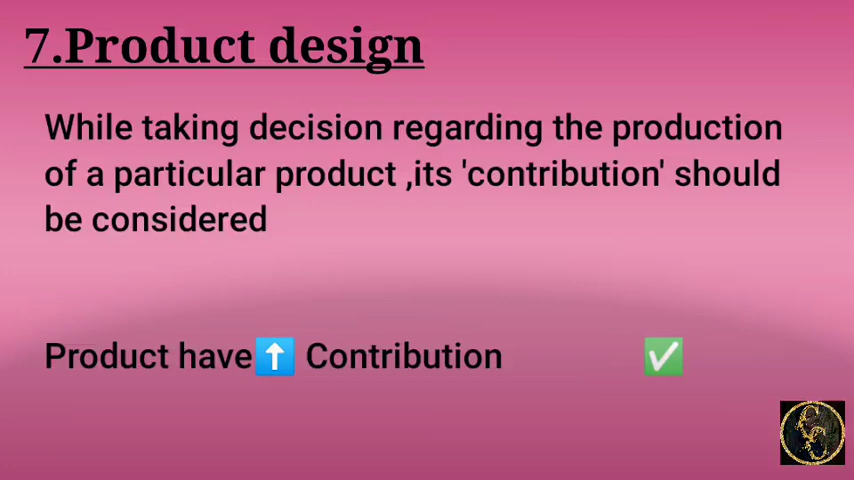 7.Product design
While taking decision regarding the production
of a particular product ,its 'contribution' should
be considered
Product have⬆️ Contribution ✅